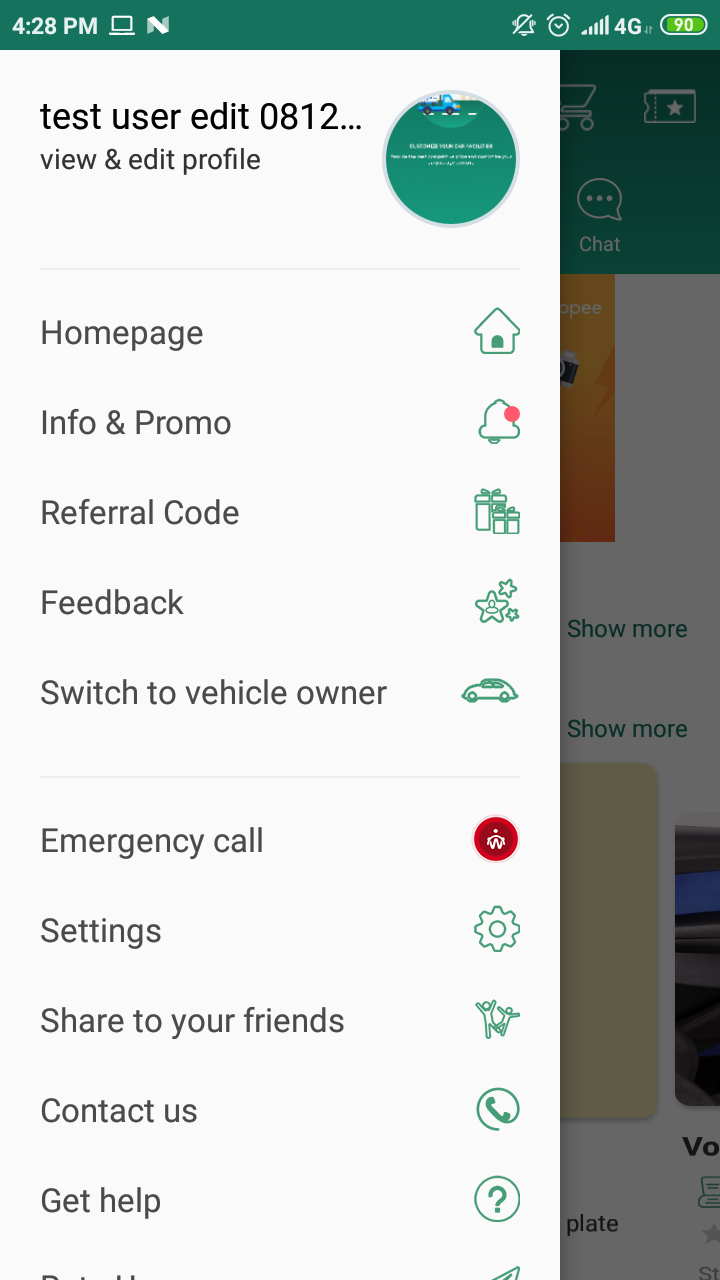 4:28 PM
4G
90
test user edit 0812...
view & edit profile
CUSTOMIZE YOUR CAR FACILITIES
Chat
opee
Homepage
Info & Promo
Referral Code
Feedback
Show more
Switch to vehicle owner
Show more
Emergency call
Settings
Share to your friends
Contact us
Vo
Get help
plate